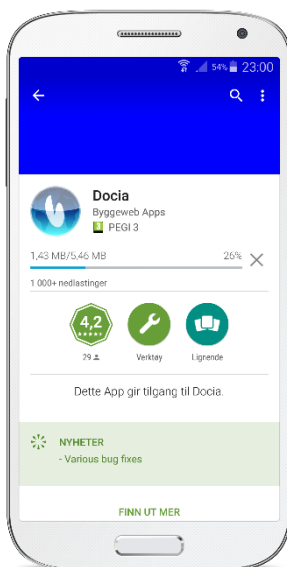 54% 23:00
Docia
Byggeweb Apps
3 PEGI 3
1,43 MB/5,46 MB 26%
1 000+ nedlastinger
4,2
29 Verktøy Lignende
Dette App gir tilgang til Docia.
NYHETER
- Various bug fixes
FINN UT MER